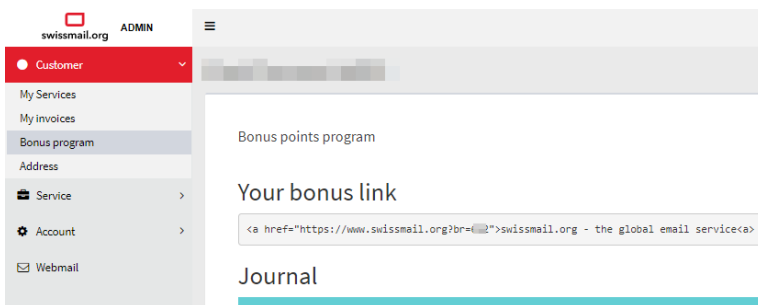 swissmail.org ADMIN
Customer
My Services
My invoices
Bonus program
Address
Service
Account
Webmail
Bonus points program
Your bonus link
<a href="https://www.swissmail.org?br= ">swissmail.org - the global email service<a>
Journal